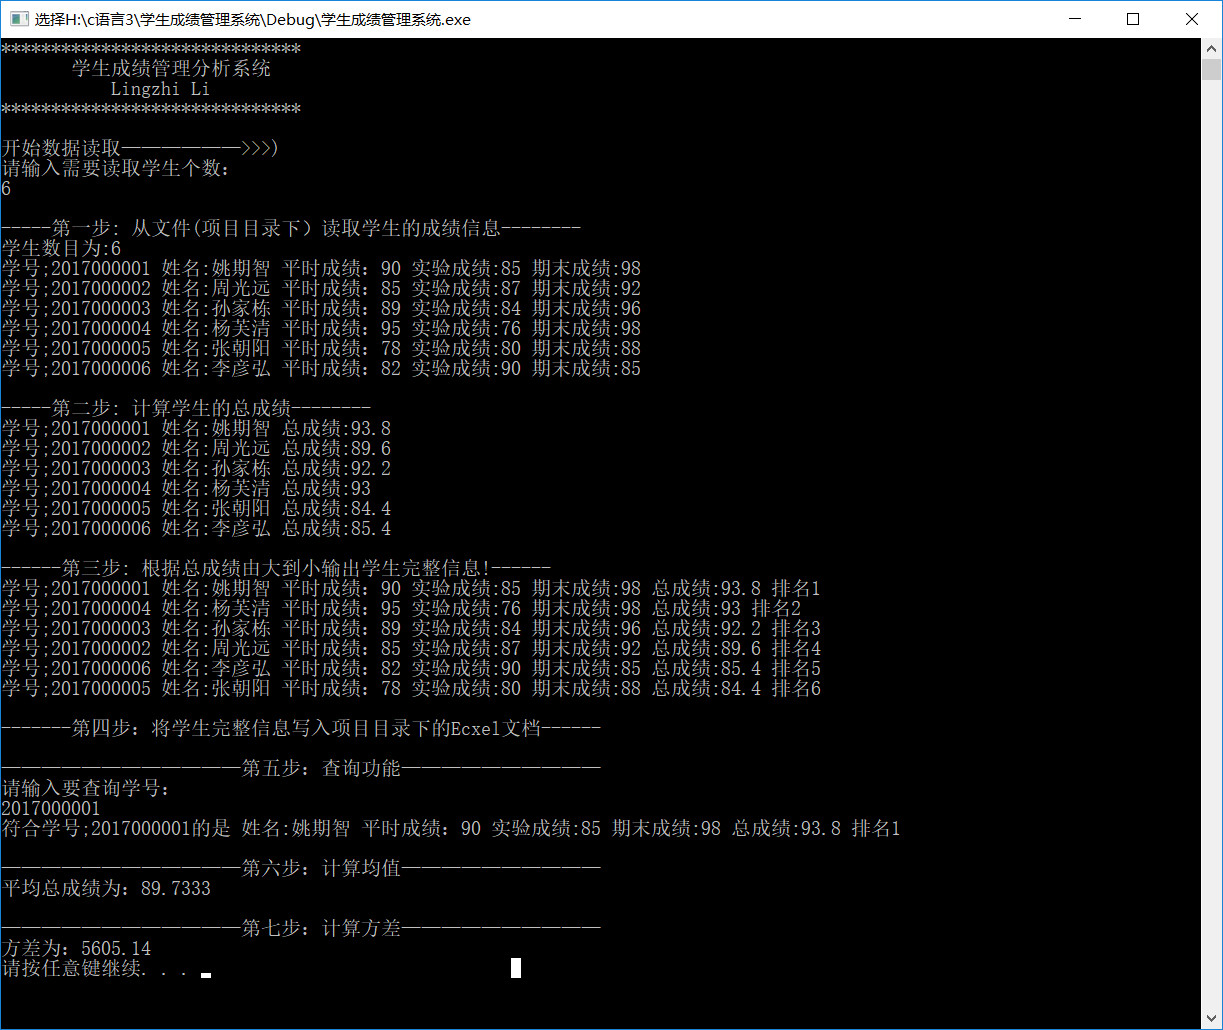 选择H:\c语言3\学生成绩管理系统\Debug\学生成绩管理系统.exe
******************************
学生成绩管理分析系统
Lingzhi Li
******************************
开始数据读取——————>>>)
请输入需要读取学生个数:
6
-----第一步: 从文件(项目目录下) 读取学生的成绩信息--------
学生数目为:6
学号;2017000001 姓名:姚期智 平时成绩: 90 实验成绩:85 期末成绩:98
学号;2017000002 姓名:周光远 平时成绩: 85 实验成绩:87 期末成绩:92
学号;2017000003 姓名:孙家栋 平时成绩: 89 实验成绩:84 期末成绩:96
学号;2017000004 姓名:杨芙清 平时成绩: 95 实验成绩:76 期末成绩:98
学号;2017000005 姓名:张朝阳 平时成绩: 78 实验成绩:80 期末成绩:88
学号;2017000006 姓名:李彦弘 平时成绩: 82 实验成绩:90 期末成绩:85
-----第二步: 计算学生的总成绩--------
学号;2017000001 姓名:姚期智 总成绩:93.8
学号;2017000002 姓名:周光远 总成绩:89.6
学号;2017000003 姓名:孙家栋 总成绩:92.2
学号;2017000004 姓名:杨芙清 总成绩:93
学号;2017000005 姓名:张朝阳 总成绩:84.4
学号;2017000006 姓名:李彦弘 总成绩:85.4
------第三步: 根据总成绩由大到小输出学生完整信息!------
学号;2017000001 姓名:姚期智 平时成绩: 90 实验成绩:85 期末成绩:98 总成绩:93.8 排名1
学号;2017000004 姓名:杨芙清 平时成绩: 95 实验成绩:76 期末成绩:98 总成绩:93 排名2
学号;2017000003 姓名:孙家栋 平时成绩: 89 实验成绩:84 期末成绩:96 总成绩:92.2 排名3
学号;2017000002 姓名:周光远 平时成绩: 85 实验成绩:87 期末成绩:92 总成绩:89.6 排名4
学号;2017000006 姓名:李彦弘 平时成绩: 82 实验成绩:90 期末成绩:85 总成绩:85.4 排名5
学号;2017000005 姓名:张朝阳 平时成绩: 78 实验成绩:80 期末成绩:88 总成绩:84.4 排名6
-------第四步: 将学生完整信息写入项目目录下的Ecxel文档------
————————————第五步: 查询功能——————————
请输入要查询学号:
2017000001
符合学号;2017000001的是 姓名:姚期智 平时成绩: 90 实验成绩:85 期末成绩:98 总成绩:93.8 排名1
————————————第六步: 计算均值——————————
平均总成绩为: 89.7333
————————————第七步: 计算方差——————————
方差为: 5605.14
请按任意键继续. . .